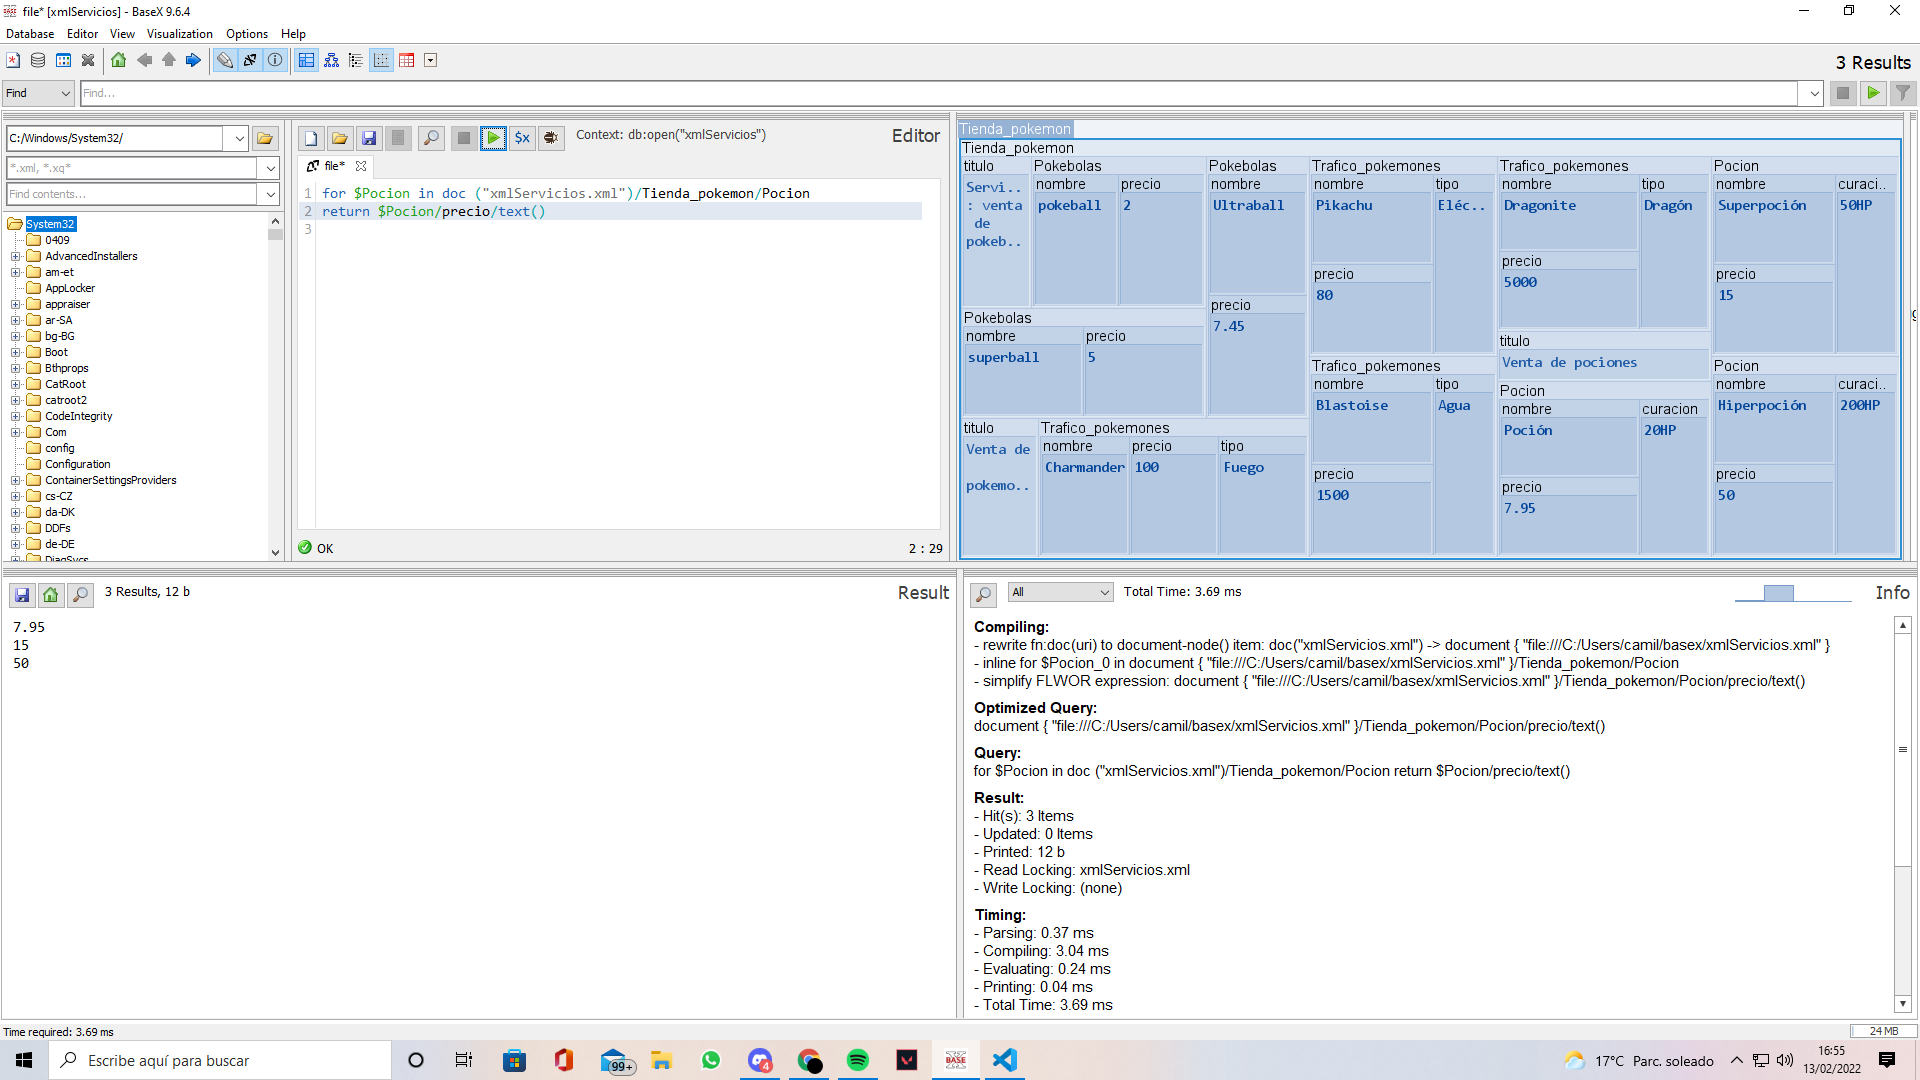 file* [xmlServicios] - BaseX 9.6.4
Database Editor View Visualization Options Help
3 Results
Find Find...
C:/Windows/System32/
*.xml, *.xq*
Find contents...
System32
0409
AdvancedInstallers
am-et
AppLocker
appraiser
ar-SA
bg-BG
Boot
Bthprops
CatRoot
catroot2
CodeIntegrity
Com
config
Configuration
ContainerSettingsProviders
cs-CZ
da-DK
DDFs
de-DE
DiagSvcs
$x
Context: db:open("xmlServicios")
Editor
file*
1 for $Pocion in doc ("xmlServicios.xml")/Tienda_pokemon/Pocion
2 return $Pocion/precio/text()
3
OK
2 : 29
Tienda_pokemon
Tienda_pokemon
titulo
Servi..
: venta
de
pokeb..
Pokebolas
nombre precio
pokeball 2
Pokebolas
nombre
Ultraball
precio
7.45
Pokebolas
nombre precio
superball 5
titulo
Venta de
pokemo..
Trafico_pokemones
nombre precio tipo
Charmander 100 Fuego
Trafico_pokemones
nombre tipo
Pikachu Eléc..
precio
80
Trafico_pokemones
nombre tipo
Blastoise Agua
precio
1500
Trafico_pokemones
nombre tipo
Dragonite Dragón
precio
5000
titulo
Venta de pociones
Pocion
nombre curacion
Poción 20HP
precio
7.95
Pocion
nombre curaci..
Superpoción 50HP
precio
15
Pocion
nombre curaci..
Hiperpoción 200HP
precio
50
3 Results, 12 b
Result
7.95
15
50
All
Total Time: 3.69 ms
Info
Compiling:
- rewrite fn:doc(uri) to document-node() item: doc("xmlServicios.xml") -> document { "file:///C:/Users/camil/basex/xmlServicios.xml" }
- inline for $Pocion_0 in document { "file:///C:/Users/camil/basex/xmlServicios.xml" }/Tienda_pokemon/Pocion
- simplify FLWOR expression: document { "file:///C:/Users/camil/basex/xmlServicios.xml" }/Tienda_pokemon/Pocion/precio/text()
Optimized Query:
document { "file:///C:/Users/camil/basex/xmlServicios.xml" }/Tienda_pokemon/Pocion/precio/text()
Query:
for $Pocion in doc ("xmlServicios.xml")/Tienda_pokemon/Pocion return $Pocion/precio/text()
Result:
- Hit(s): 3 Items
- Updated: 0 Items
- Printed: 12 b
- Read Locking: xmlServicios.xml
- Write Locking: (none)
Timing:
- Parsing: 0.37 ms
- Compiling: 3.04 ms
- Evaluating: 0.24 ms
- Printing: 0.04 ms
- Total Time: 3.69 ms
Time required: 3.69 ms
24 MB
Escribe aquí para buscar
99+
4
BASE
17°C Parc. soleado
16:55
13/02/2022